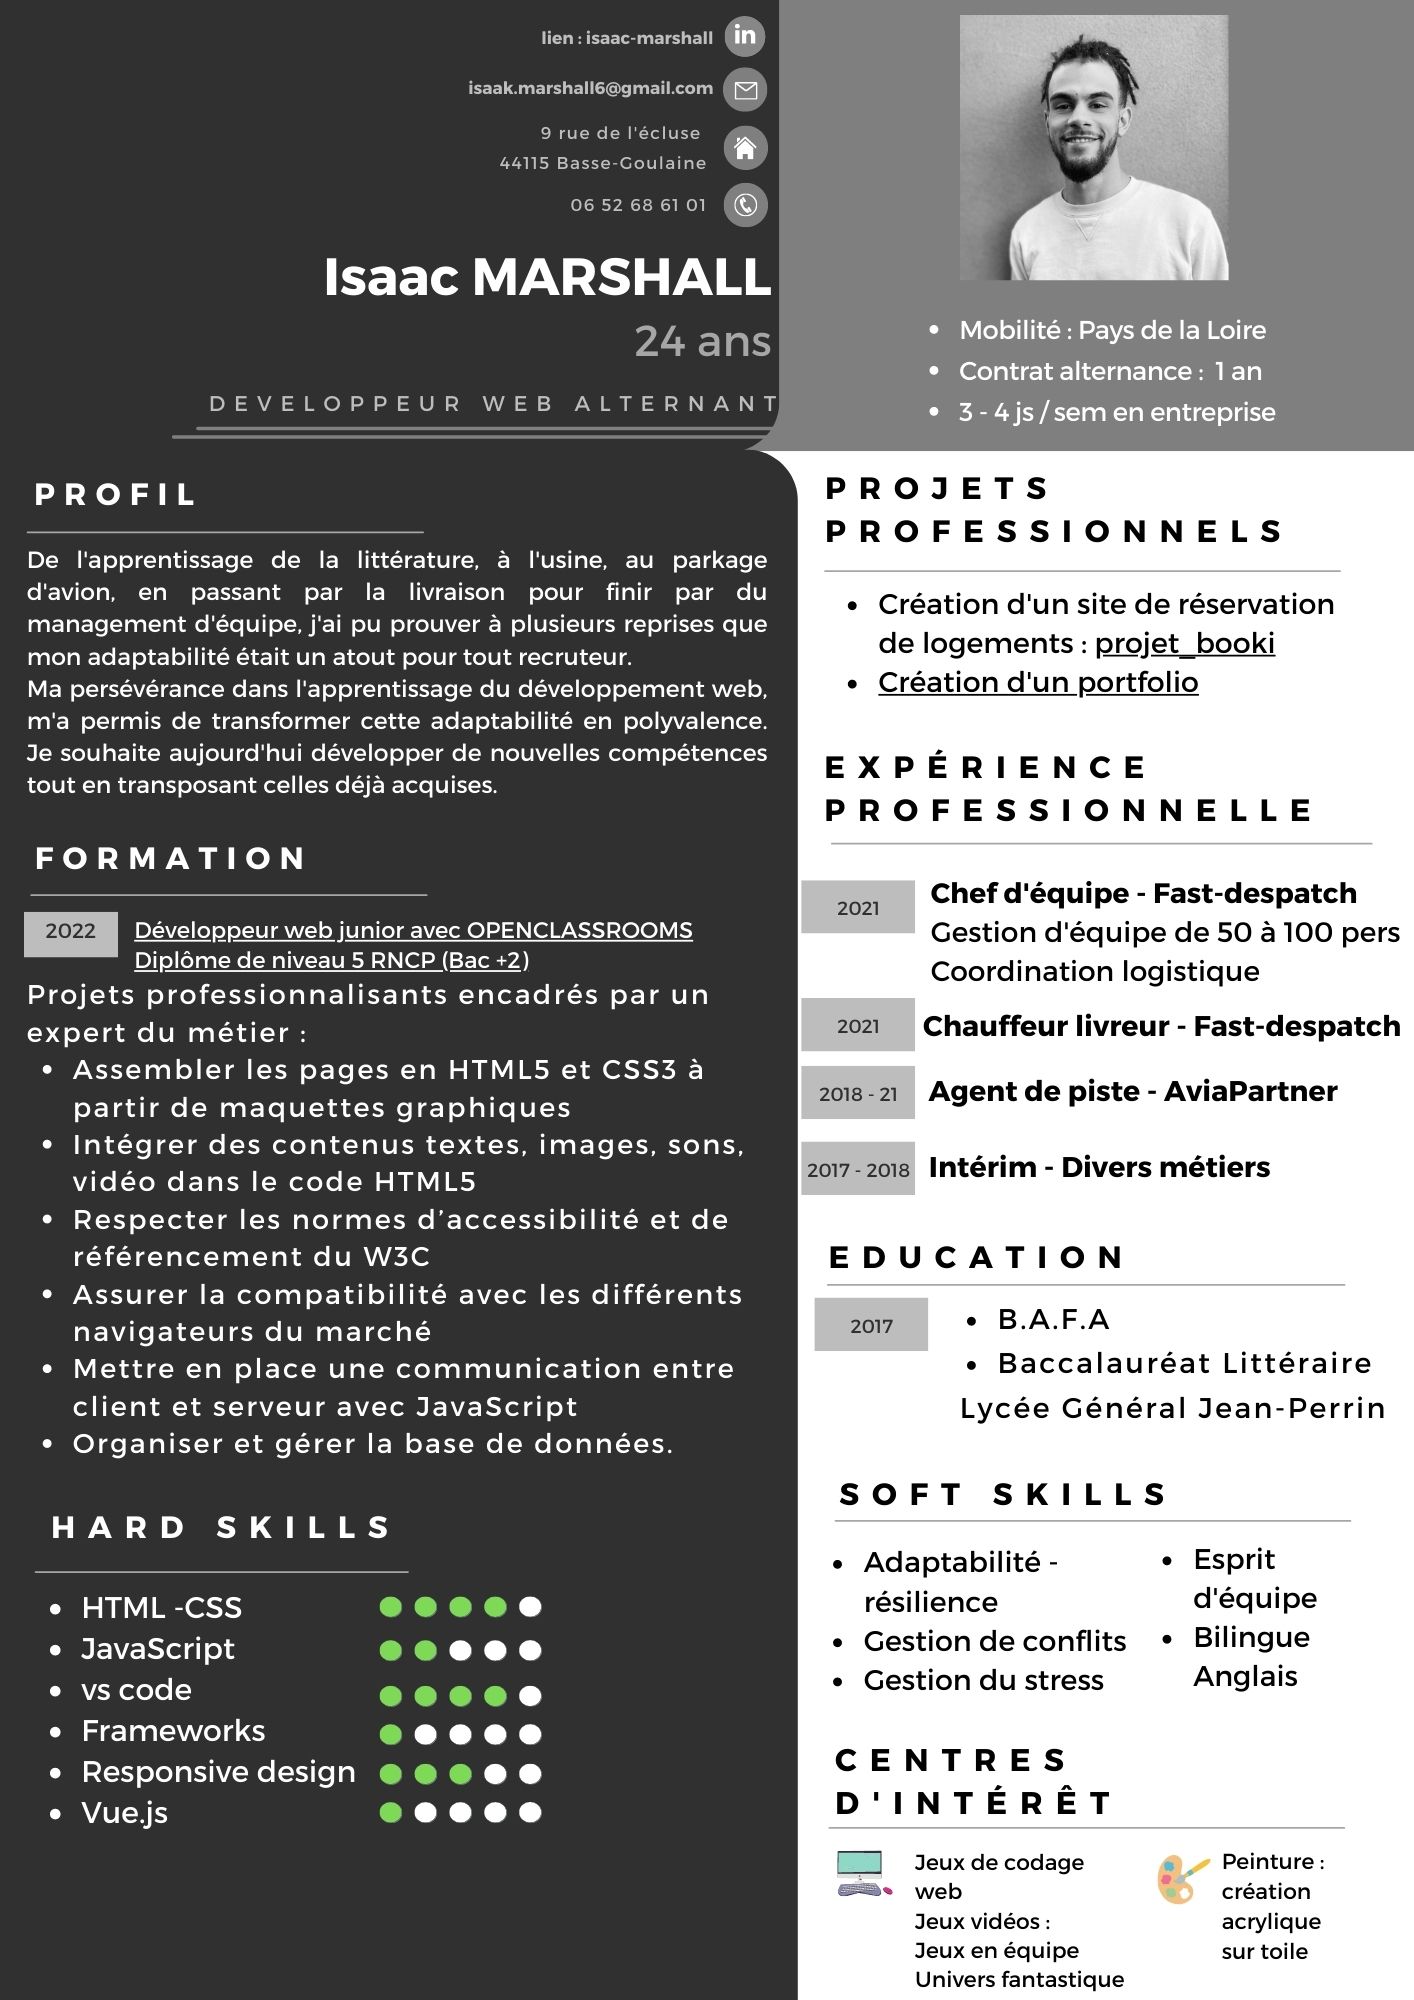 lien : isaac-marshall
isaak.marshall6@gmail.com
9 rue de l'écluse
44115 Basse-Goulaine
06 52 68 61 01
Isaac MARSHALL
24 ans
DEVELOPPEUR WEB ALTERNANT
Mobilité : Pays de la Loire
Contrat alternance : 1 an
3 - 4 js / sem en entreprise
PROFIL
De l'apprentissage de la littérature, à l'usine, au parkage
d'avion, en passant par la livraison pour finir par du
management d'équipe, j'ai pu prouver à plusieurs reprises que
mon adaptabilité était un atout pour tout recruteur.
Ma persévérance dans l'apprentissage du développement web,
m'a permis de transformer cette adaptabilité en polyvalence.
Je souhaite aujourd'hui développer de nouvelles compétences
tout en transposant celles déjà acquises.
FORMATION
2022
Développeur web junior avec OPENCLASSROOMS
Diplôme de niveau 5 RNCP (Bac +2)
Projets professionnalisants encadrés par un
expert du métier :
• Assembler les pages en HTML5 et CSS3 à
partir de maquettes graphiques
• Intégrer des contenus textes, images, sons,
vidéo dans le code HTML5
• Respecter les normes d’accessibilité et de
référencement du W3C
• Assurer la compatibilité avec les différents
navigateurs du marché
• Mettre en place une communication entre
client et serveur avec JavaScript
• Organiser et gérer la base de données.
HARD SKILLS
• HTML -CSS
• JavaScript
• vs code
• Frameworks
• Responsive design
• Vue.js
PROJETS
PROFESSIONNELS
• Création d'un site de réservation
de logements : projet_booki
• Création d'un portfolio
EXPÉRIENCE
PROFESSIONNELLE
2021
Chef d'équipe - Fast-despatch
Gestion d'équipe de 50 à 100 pers
Coordination logistique
2021
Chauffeur livreur - Fast-despatch
2018 - 21
Agent de piste - AviaPartner
2017 - 2018
Intérim - Divers métiers
EDUCATION
2017
• B.A.F.A
• Baccalauréat Littéraire
Lycée Général Jean-Perrin
SOFT SKILLS
• Adaptabilité -
résilience
• Gestion de conflits
• Gestion du stress
• Esprit
d'équipe
• Bilingue
Anglais
CENTRES
D'INTÉRÊT
Jeux de codage
web
Jeux vidéos :
Jeux en équipe
Univers fantastique
Peinture :
création
acrylique
sur toile